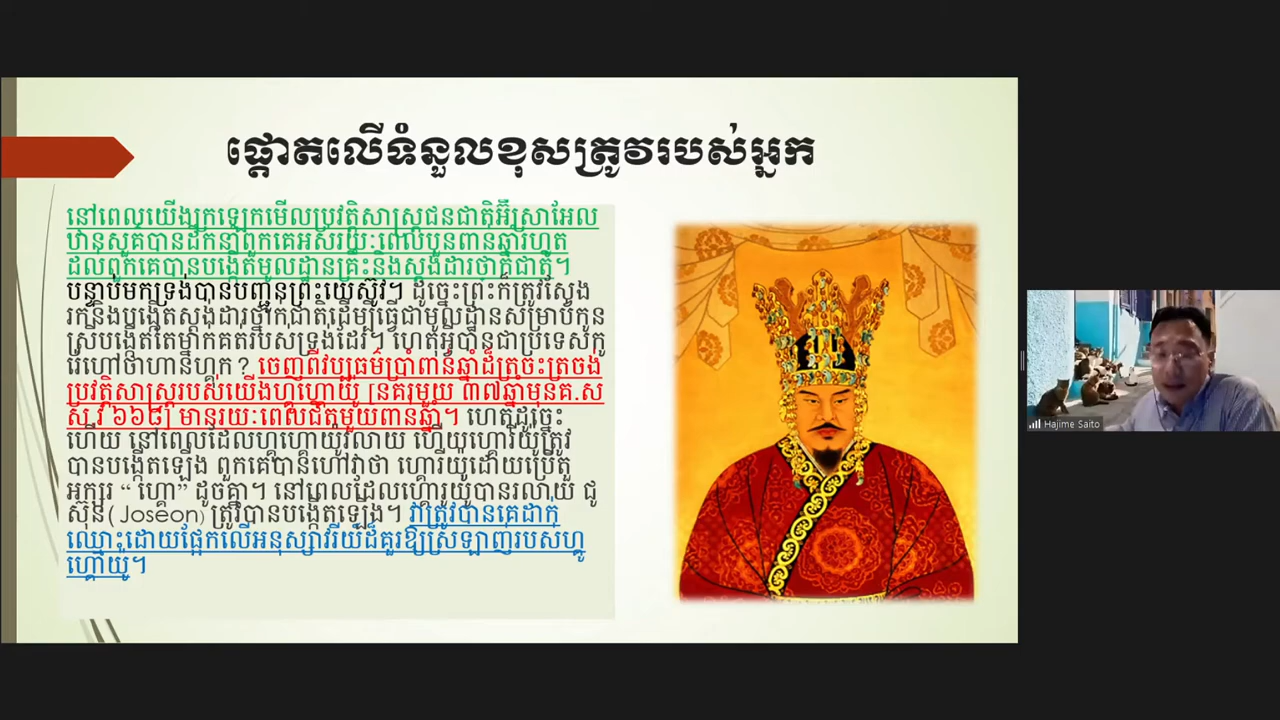 ផ្តោតលើទំនួលខុសត្រូវរបស់អ្នក
នៅពេលយើងក្រឡេកមើលប្រវត្តិសាស្ត្រជនជាតិអ៊ីស្រាអែល
ឋានសួគ៌បានដឹកនាំពួកគេអស់រយៈពេលបួនពាន់ឆ្នាំរហូត
ដល់ពួកគេបានបង្កើតមូលដ្ឋានគ្រឹះនិងស្តង់ដារថ្នាក់ជាតិ។
បន្ទាប់មកទ្រង់បានបញ្ជូនព្រះយេស៊ូវ។ ដូច្នេះព្រះក៏ត្រូវស្វែង
រកនិងបង្កើតស្តង់ដារថ្នាក់ជាតិដើម្បីធ្វើជាមូលដ្ឋានសម្រាប់កូន
ស្រីបង្កើតតែម្នាក់គត់របស់ទ្រង់ដែរ។ ហេតុអ្វីបានជាប្រទេសកូ
រ៉េហៅថាហានហ្គុក? ចេញពីវប្បធម៌ប្រាំពាន់ឆ្នាំដ៏ត្រចះត្រចង់
ប្រវត្តិសាស្ត្ររបស់យើងហ្គូហ្គោយ៉ូ [នគរមួយ ៣៧ឆ្នាំមុនគ.ស
ស.វ ៦៦៨] មានរយៈពេលជិតមួយពាន់ឆ្នាំ។ ហេតុដូច្នេះ
ហើយ នៅពេលដែលហ្គូហ្គោយ៉ូរលាយ ហើយហ្គោរីយ៉ូត្រូវ
បានបង្កើតឡើង ពួកគេបានហៅវាថា ហ្គោរីយ៉ូដោយប្រើតួ
អក្សរ “ ហ្គោ” ដូចគ្នា។ នៅពេលដែលហ្គោរ្យូយ៉ូបានរលាយ ជូ
ស៊ុន( Joseon) ត្រូវបានបង្កើតឡើង។ វាត្រូវបានគេដាក់
ឈ្មោះដោយផ្អែកលើអនុស្សាវរីយ៍ដ៏គួរឱ្យស្រឡាញ់របស់ហ្គូ
ហ្គោយ៉ូ។
Hajime Saito